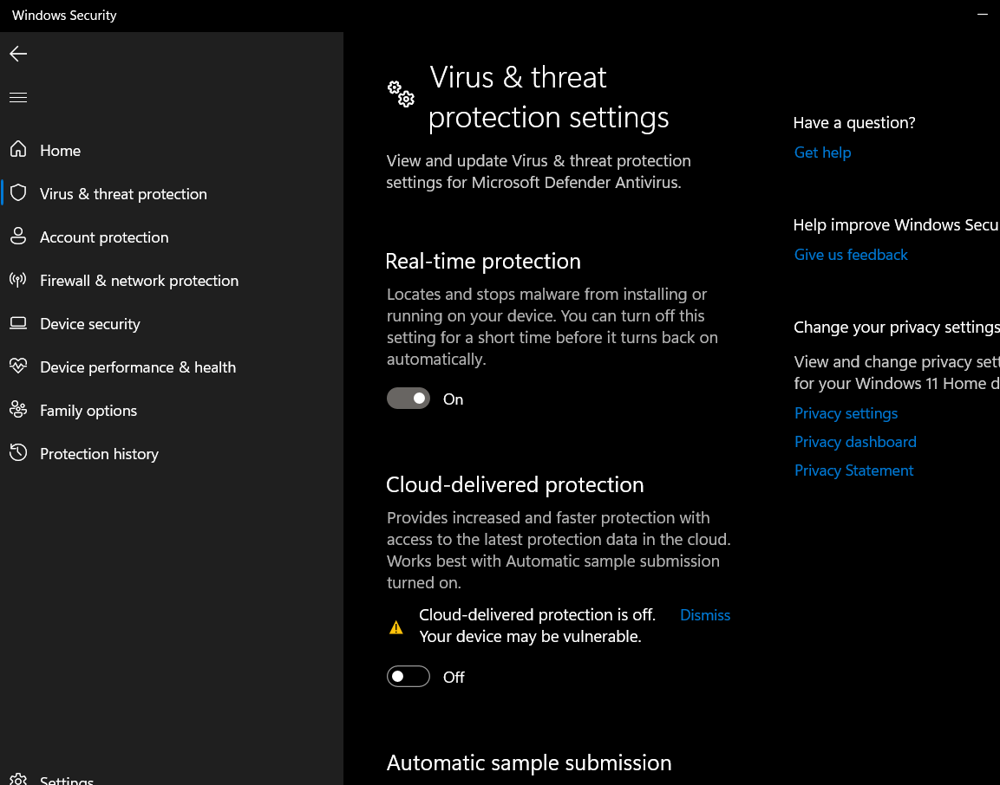 Windows Security
Home
Virus & threat protection
Account protection
Firewall & network protection
Device security
Device performance & health
Family options
Protection history
Settings
Virus & threat
protection settings
View and update Virus & threat protection
settings for Microsoft Defender Antivirus.
Real-time protection
Locates and stops malware from installing or
running on your device. You can turn off this
setting for a short time before it turns back on
automatically.
On
Cloud-delivered protection
Provides increased and faster protection with
access to the latest protection data in the cloud.
Works best with Automatic sample submission
turned on.
Cloud-delivered protection is off. Dismiss
Your device may be vulnerable.
Off
Automatic sample submission
Have a question?
Get help
Help improve Windows Secu
Give us feedback
Change your privacy settings
View and change privacy sett
for your Windows 11 Home d
Privacy settings
Privacy dashboard
Privacy Statement